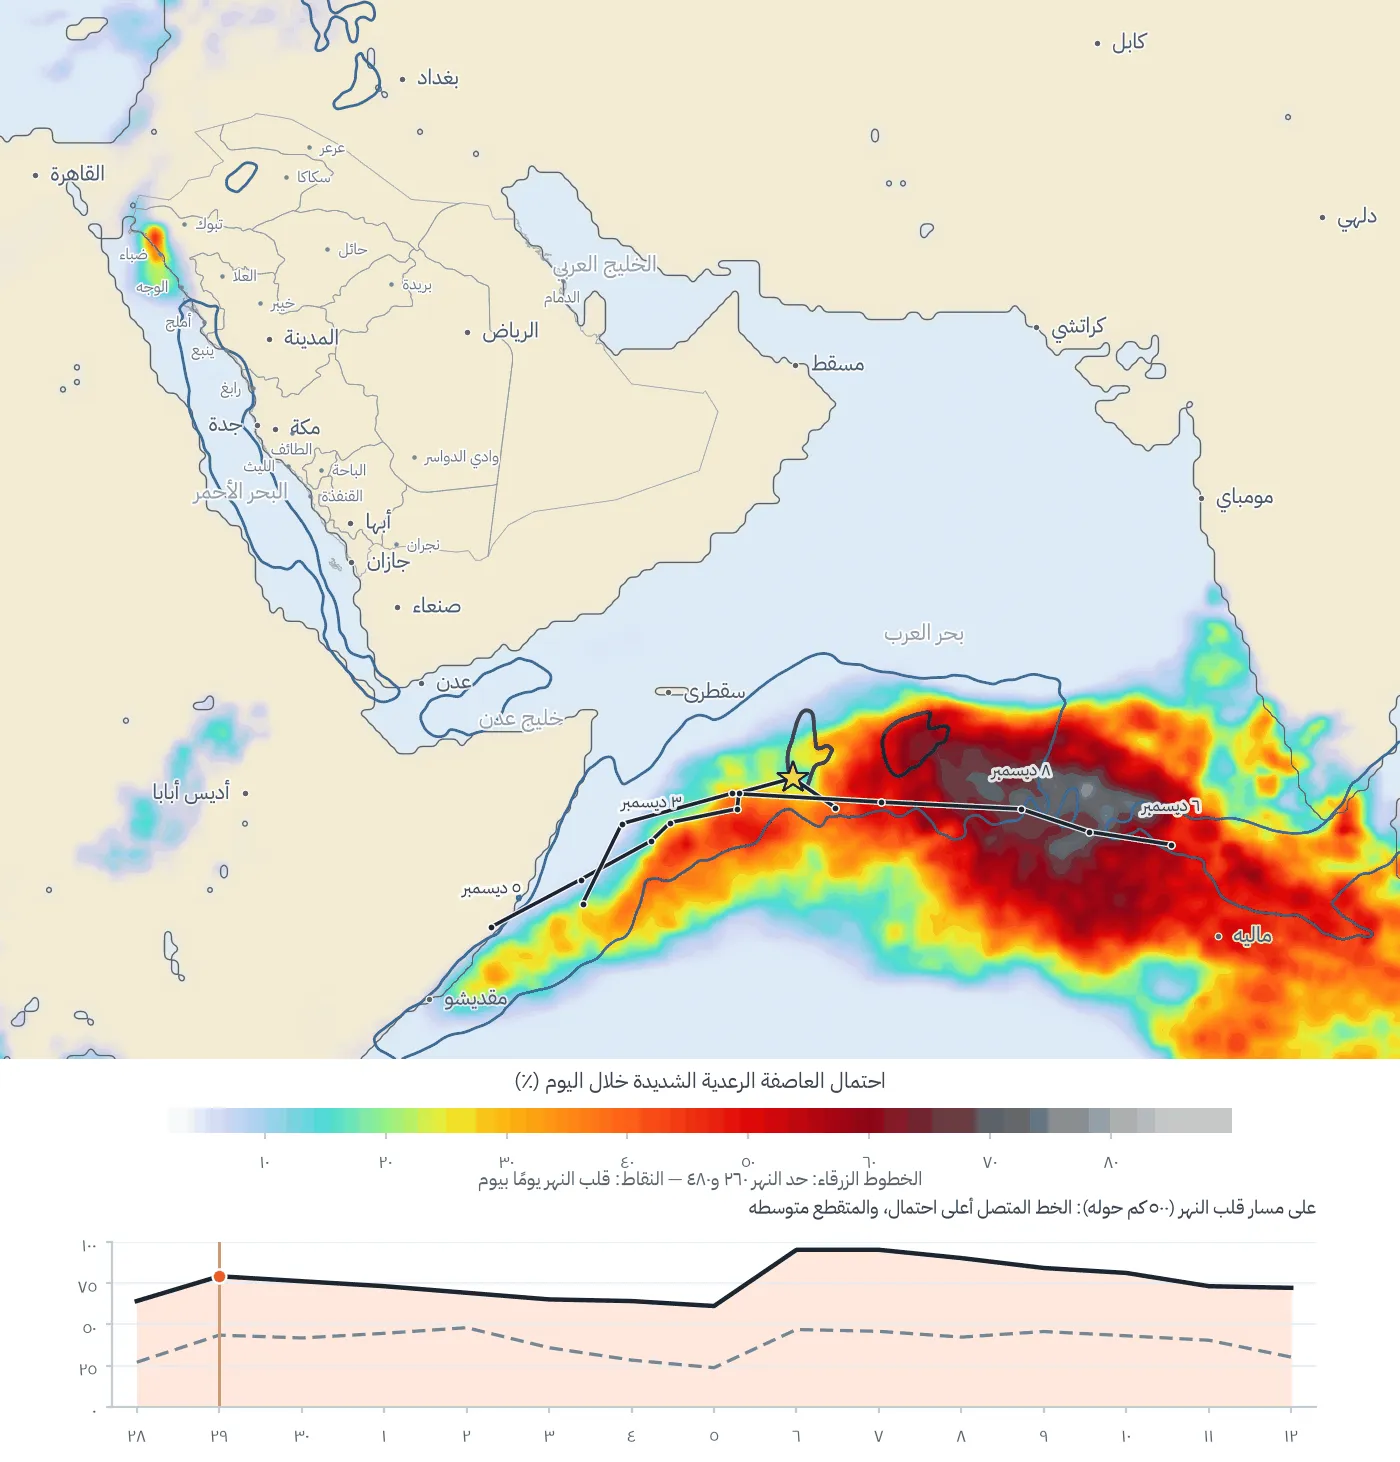 كابل
بغداد
عرعر
القاهرة
سكاكا
دلهي
تبوك
ضباء
حائل
الخليج العربي
العلا
الوجه
بريدة
الدمام
خيبر
أملج
الرياض
المدينة
كراتشي
ينبع
مسقط
رابغ
جدة
مكة
الطائف
وادي الدواسر
الليث
الباحة
البحر الأحمر
القنفذة
مومباي
أبها
نجران
جازان
صنعاء
بحر العرب
عدن
سقطرى
خليج عدن
٨ ديسمبر
أديس أبابا
٣ ديسمبر
٦ ديسمبر
٥ ديسمبر
ماليه
مقديشو
احتمال العاصفة الرعدية الشديدة خلال اليوم (٪)
١٠ ٢٠ ٣٠ ٤٠ ٥٠ ٦٠ ٧٠ ٨٠
الخطوط الزرقاء: حد النهر ٢٦٠ و٤٨٠ — النقاط: قلب النهر يومًا بيوم
على مسار قلب النهر (٥٠٠ كم حوله): الخط المتصل أعلى احتمال، والمتقطع متوسطه
١٠٠
٧٥
٥٠
٢٥
٠
٢٨ ٢٩ ٣٠ ١ ٢ ٣ ٤ ٥ ٦ ٧ ٨ ٩ ١٠ ١١ ١٢